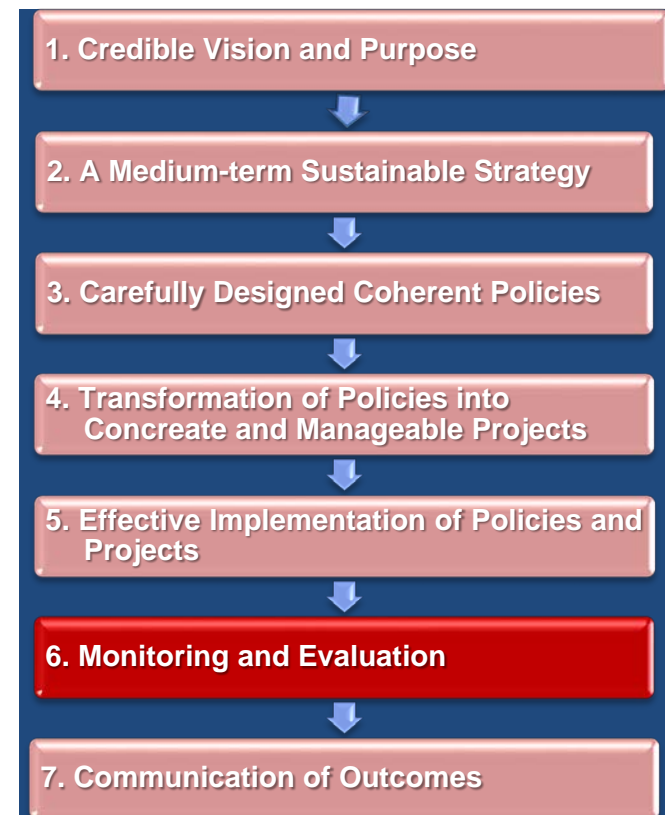 1. Credible Vision and Purpose
2. A Medium-term Sustainable Strategy
3. Carefully Designed Coherent Policies
4. Transformation of Policies into
Concreate and Manageable Projects
5. Effective Implementation of Policies and
Projects
6. Monitoring and Evaluation
7. Communication of Outcomes